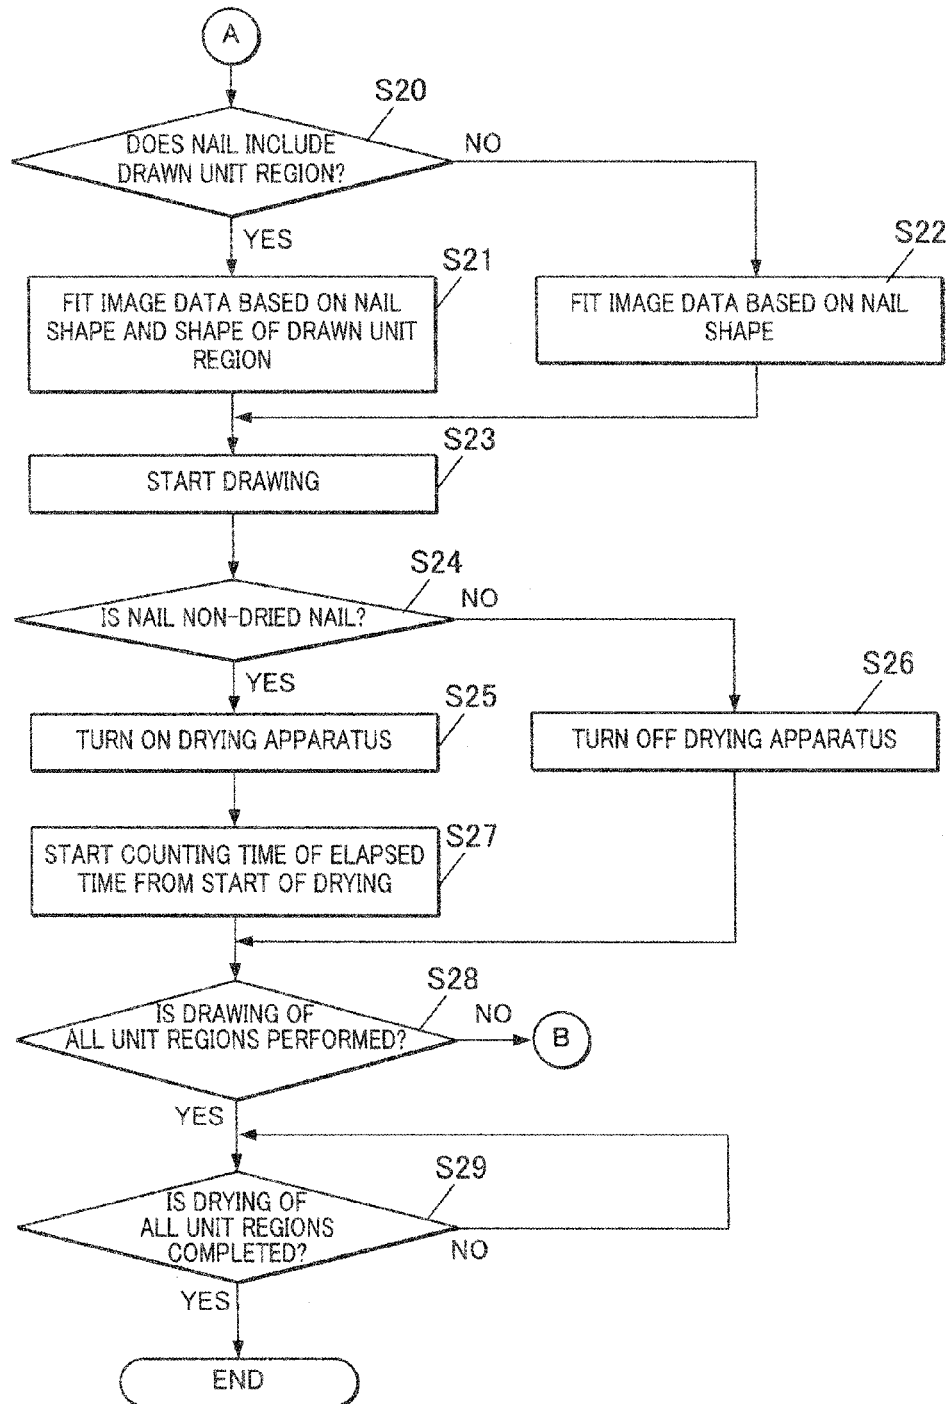 A
S20
DOES NAIL INCLUDE
DRAWN UNIT REGION?
NO
YES
S21
FIT IMAGE DATA BASED ON NAIL
SHAPE AND SHAPE OF DRAWN UNIT
REGION
S22
FIT IMAGE DATA BASED ON NAIL
SHAPE
S23
START DRAWING
S24
IS NAIL NON-DRIED NAIL?
NO
YES
S25
TURN ON DRYING APPARATUS
S26
TURN OFF DRYING APPARATUS
S27
START COUNTING TIME OF ELAPSED
TIME FROM START OF DRYING
S28
IS DRAWING OF
ALL UNIT REGIONS PERFORMED?
NO
B
YES
S29
IS DRYING OF
ALL UNIT REGIONS
COMPLETED?
NO
YES
END